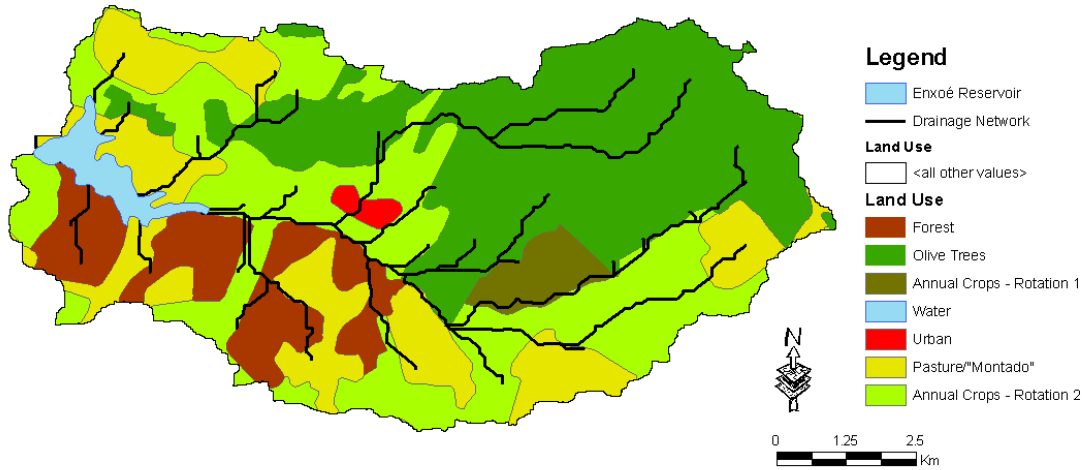 Legend
Enxoé Reservoir
Drainage Network
Land Use
<all other values>
Land Use
Forest
Olive Trees
Annual Crops - Rotation 1
Water
Urban
Pasture/"Montado"
Annual Crops - Rotation 2
N
0 1.25 2.5
Km